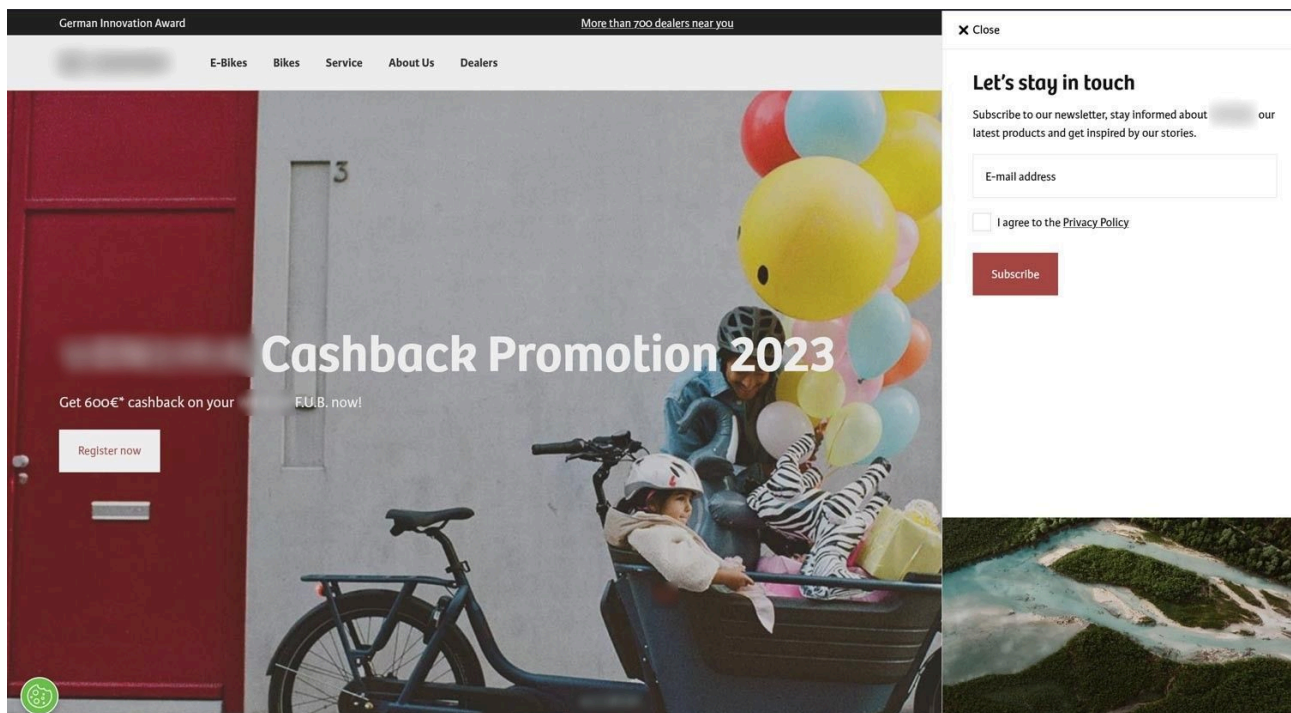 German Innovation Award
More than 700 dealers near you
E-Bikes
Bikes
Service
About Us
Dealers
3
Cashback Promotion 2023
Get 600€* cashback on your
F.U.B. now!
Register now
Close
Let's stay in touch
Subscribe to our newsletter, stay informed about our
latest products and get inspired by our stories.
E-mail address
I agree to the Privacy Policy
Subscribe